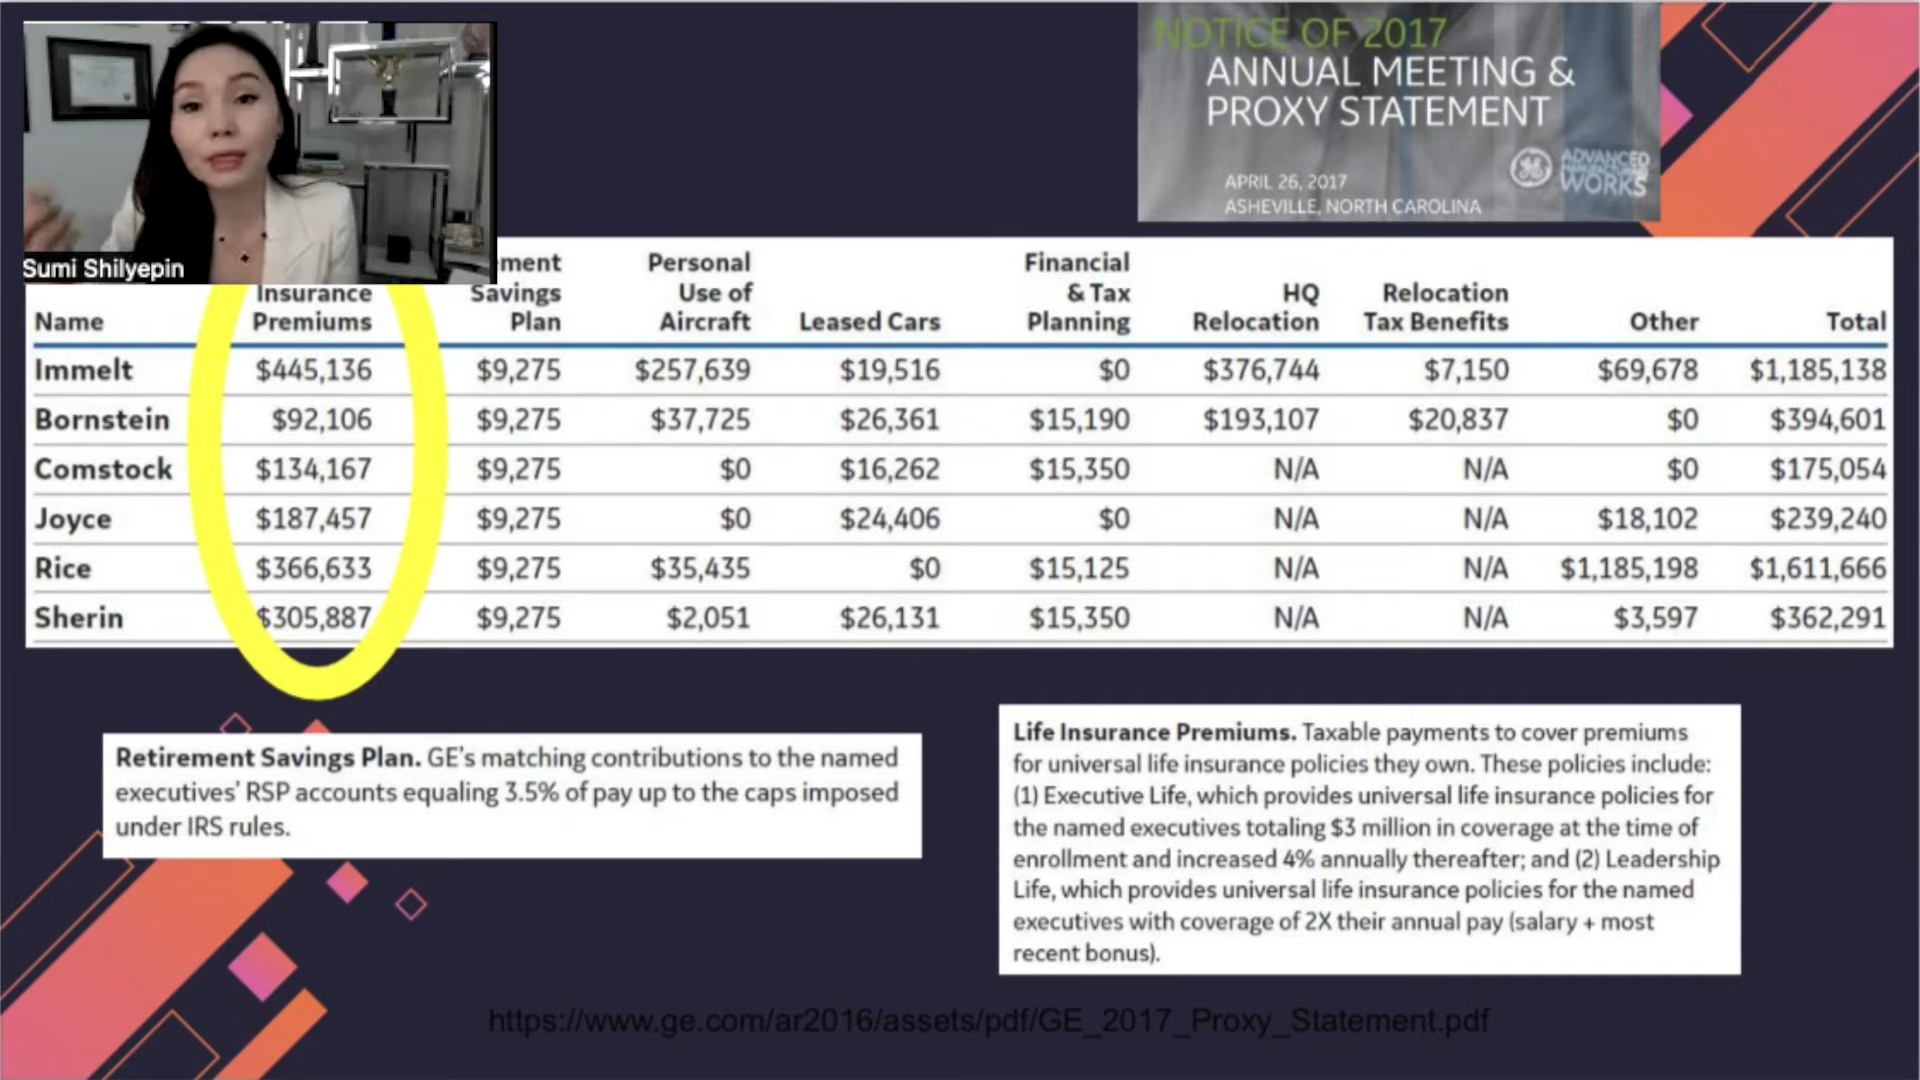 NOTICE OF 2017
ANNUAL MEETING &
PROXY STATEMENT
APRIL 26, 2017
ASHEVILLE, NORTH CAROLINA
ADVANCED
WORKS
Sumi Shilyepin
Name Insurance Premiums Savings Plan Personal Use of Aircraft Leased Cars Financial & Tax Planning HQ Relocation Relocation Tax Benefits Other Total
Immelt $445,136 $9,275 $257,639 $19,516 $0 $376,744 $7,150 $69,678 $1,185,138
Bornstein $92,106 $9,275 $37,725 $26,361 $15,190 $193,107 $20,837 $0 $394,601
Comstock $134,167 $9,275 $0 $16,262 $15,350 N/A N/A $0 $175,054
Joyce $187,457 $9,275 $0 $24,406 $0 N/A N/A $18,102 $239,240
Rice $366,633 $9,275 $35,435 $0 $15,125 N/A N/A $1,185,198 $1,611,666
Sherin $305,887 $9,275 $2,051 $26,131 $15,350 N/A N/A $3,597 $362,291
Retirement Savings Plan. GE's matching contributions to the named
executives' RSP accounts equaling 3.5% of pay up to the caps imposed
under IRS rules.
Life Insurance Premiums. Taxable payments to cover premiums
for universal life insurance policies they own. These policies include:
(1) Executive Life, which provides universal life insurance policies for
the named executives totaling $3 million in coverage at the time of
enrollment and increased 4% annually thereafter; and (2) Leadership
Life, which provides universal life insurance policies for the named
executives with coverage of 2X their annual pay (salary + most
recent bonus).
https://www.ge.com/ar2016/assets/pdf/GE_2017_Proxy_Statement.pdf